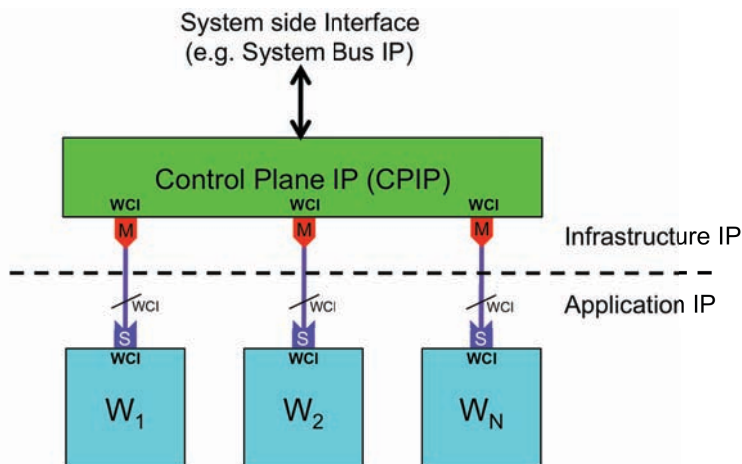 System side Interface
(e.g. System Bus IP)
Control Plane IP (CPIP)
WCI WCI WCI
M M M
Infrastructure IP
WCI WCI WCI
Application IP
S S S
WCI WCI WCI
W1 W2 WN